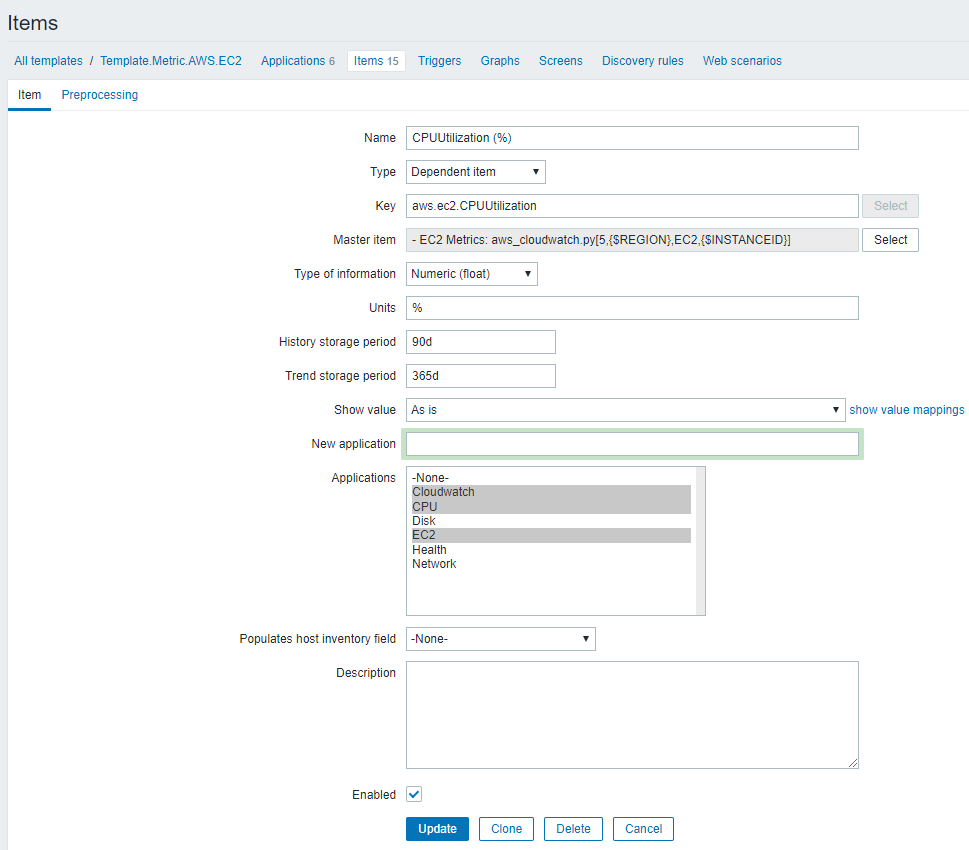 Items
All templates / Template.Metric.AWS.EC2 Applications 6 Items 15 Triggers Graphs Screens Discovery rules Web scenarios
Item Preprocessing
Name CPUUtilization (%)
Type Dependent item
Key aws.ec2.CPUUtilization Select
Master item - EC2 Metrics: aws_cloudwatch.py[5,{$REGION},EC2,{$INSTANCEID}] Select
Type of information Numeric (float)
Units %
History storage period 90d
Trend storage period 365d
Show value As is show value mappings
New application
Applications -None-
Cloudwatch
CPU
Disk
EC2
Health
Network
Populates host inventory field -None-
Description
Enabled
Update Clone Delete Cancel